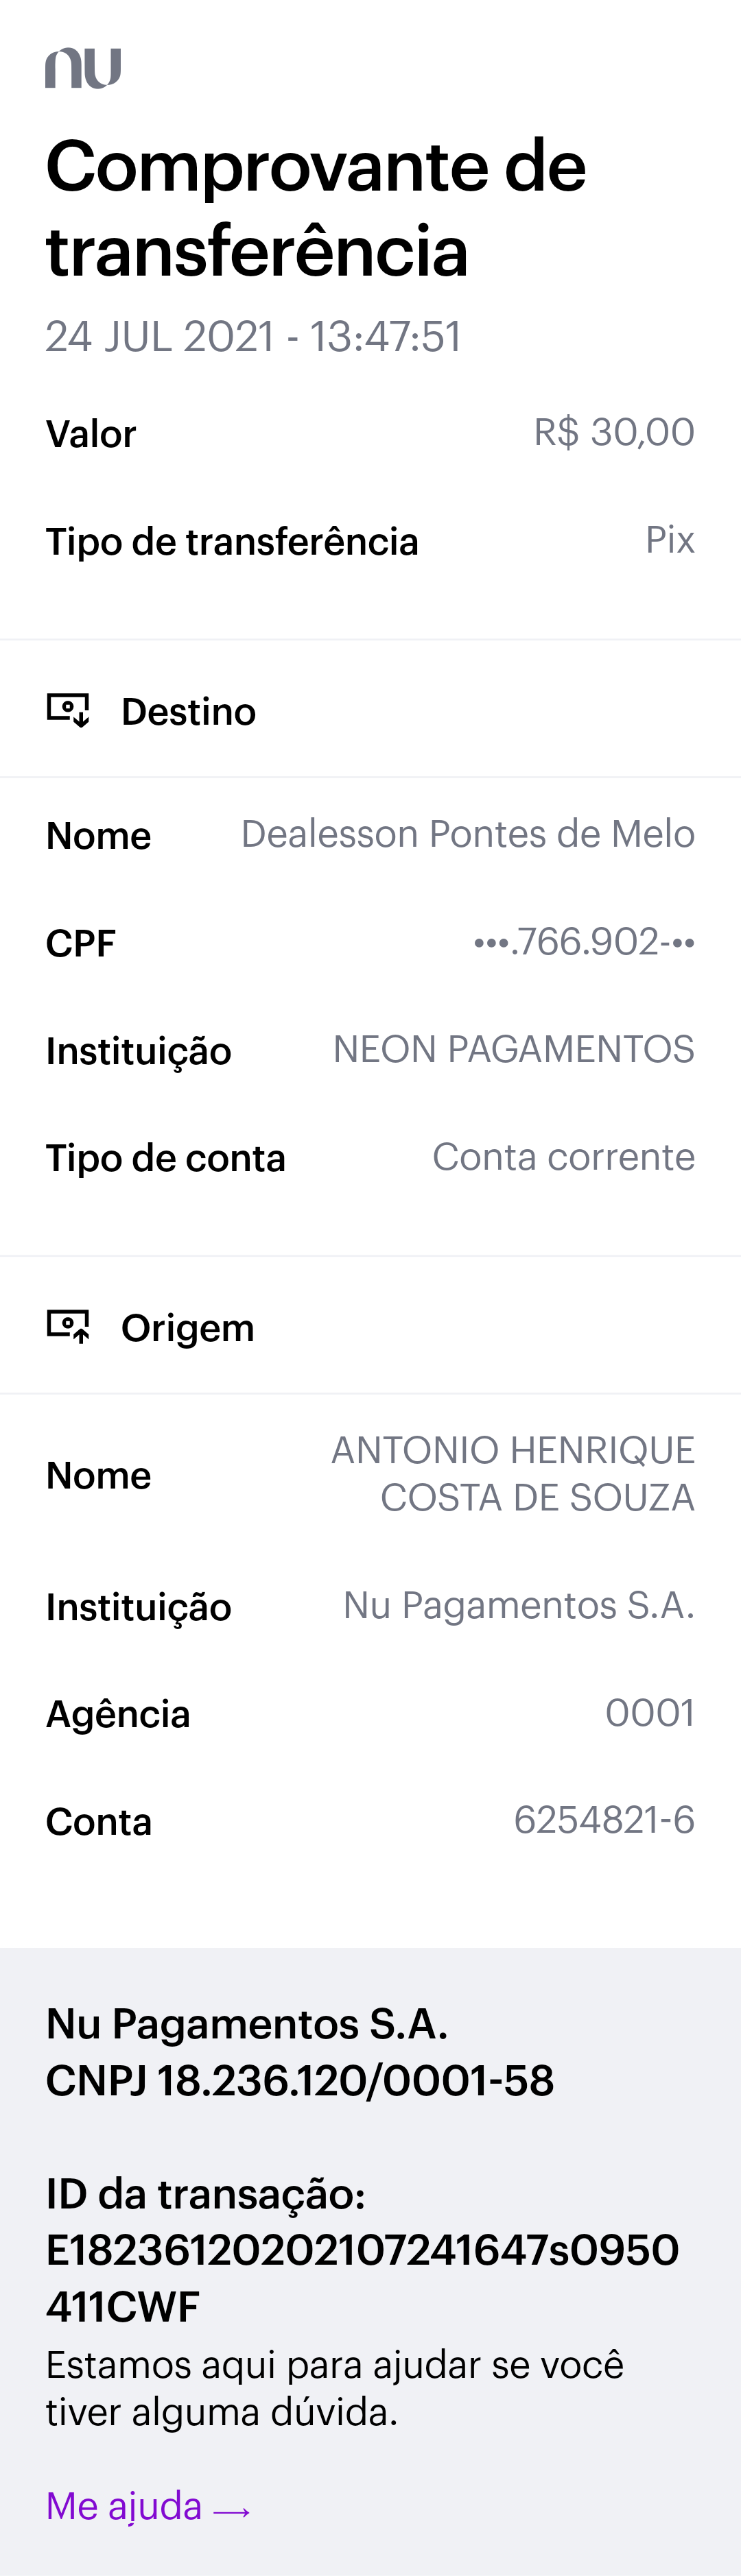 nu
Comprovante de
transferência
24 JUL 2021 - 13:47:51
Valor R$ 30,00
Tipo de transferência Pix
Destino
Nome Dealesson Pontes de Melo
CPF •••.766.902-••
Instituição NEON PAGAMENTOS
Tipo de conta Conta corrente
Origem
Nome ANTONIO HENRIQUE
COSTA DE SOUZA
Instituição Nu Pagamentos S.A.
Agência 0001
Conta 6254821-6
Nu Pagamentos S.A.
CNPJ 18.236.120/0001-58
ID da transação:
E18236120202107241647s0950
411CWF
Estamos aqui para ajudar se você
tiver alguma dúvida.
Me ajuda →